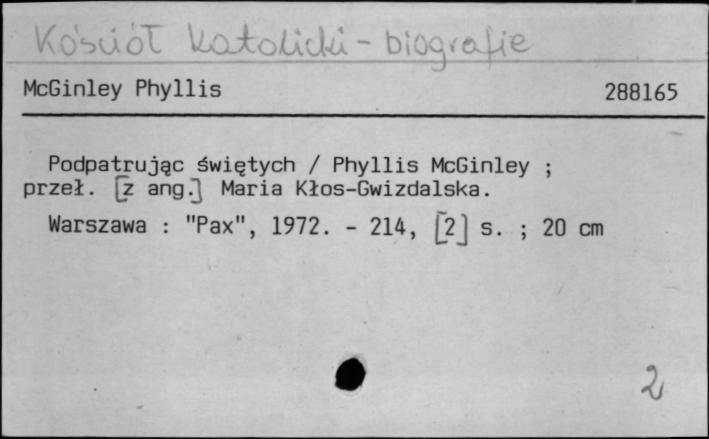 Kościół katolicki - biografie
McGinley Phyllis 288165
Podpatrując świętych / Phyllis McGinley ;
przeł. [z ang.] Maria Kłos-Gwizdalska.
Warszawa : "Pax", 1972. - 214, [2] s. ; 20 cm
2